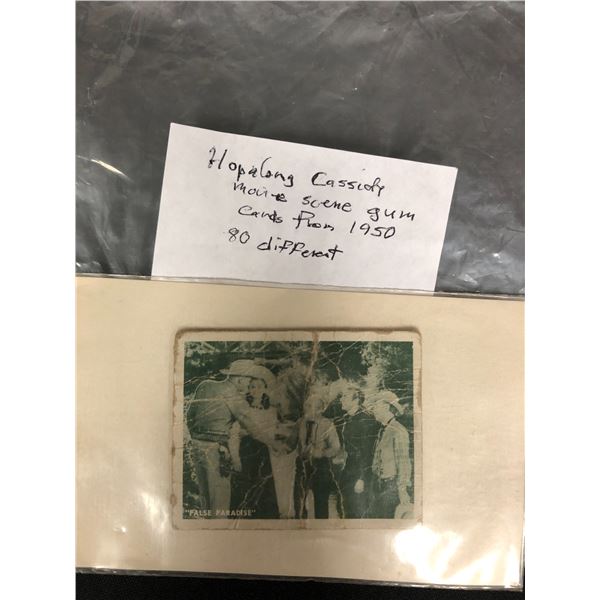 Hopalong Cassidy
movie scene gum
cards from 1950
80 different
"FALSE PARADISE"